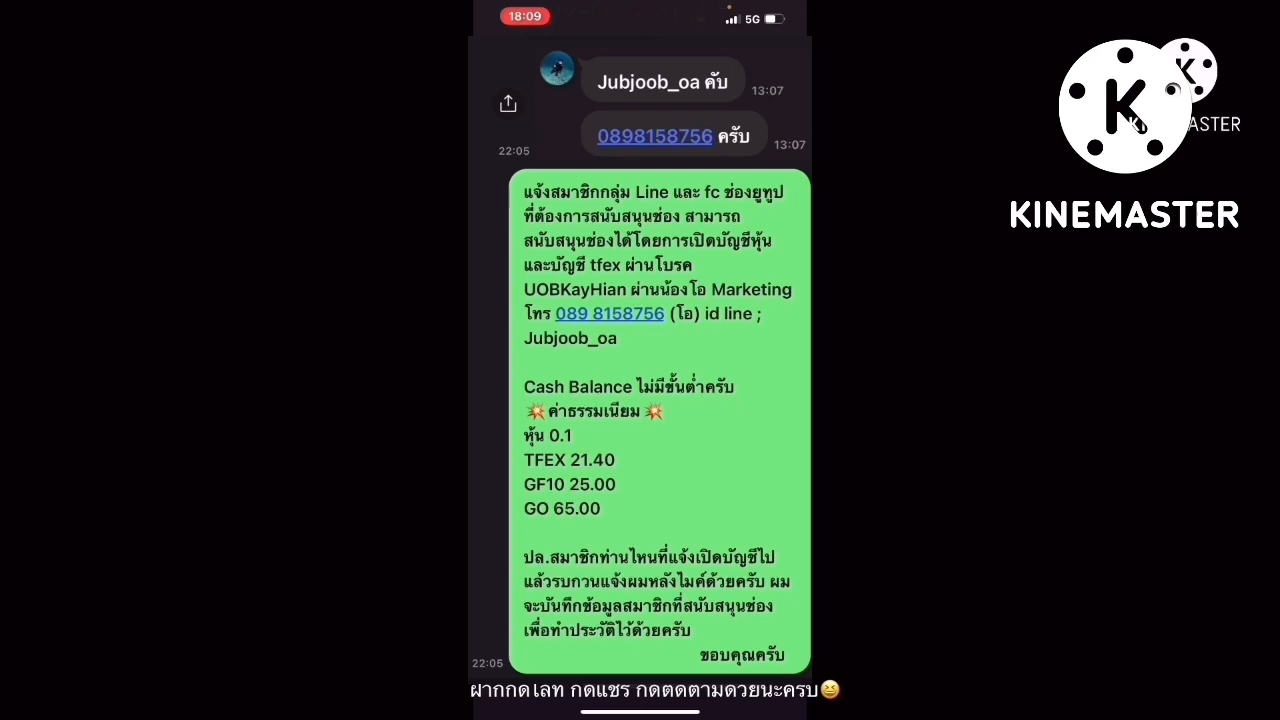 18:09
5G
Jubjoob_oa คับ
13:07
0898158756 ครับ
13:07
22:05
แจ้งสมาชิกกลุ่ม Line และ fc ช่องยูทูป
ที่ต้องการสนับสนุนช่อง สามารถ
สนับสนุนช่องได้โดยการเปิดบัญชีหุ้น
และบัญชี tfex ผ่านโบรค
UOBKayHian ผ่านน้องโอ Marketing
โทร 089 8158756 (โอ) id line ;
Jubjoob_oa
Cash Balance ไม่มีขั้นต่ำครับ
💥ค่าธรรมเนียม 💥
หุ้น 0.1
TFEX 21.40
GF10 25.00
GO 65.00
ปล.สมาชิกท่านไหนที่แจ้งเปิดบัญชีไป
แล้วรบกวนแจ้งผมหลังไมค์ด้วยครับ ผม
จะบันทึกข้อมูลสมาชิกที่สนับสนุนช่อง
เพื่อทำประวัติไว้ด้วยครับ
ขอบคุณครับ
22:05
ฝากกดไลท กดแชร กดตดตามดวยนะครบ😆
K
KINEMASTER